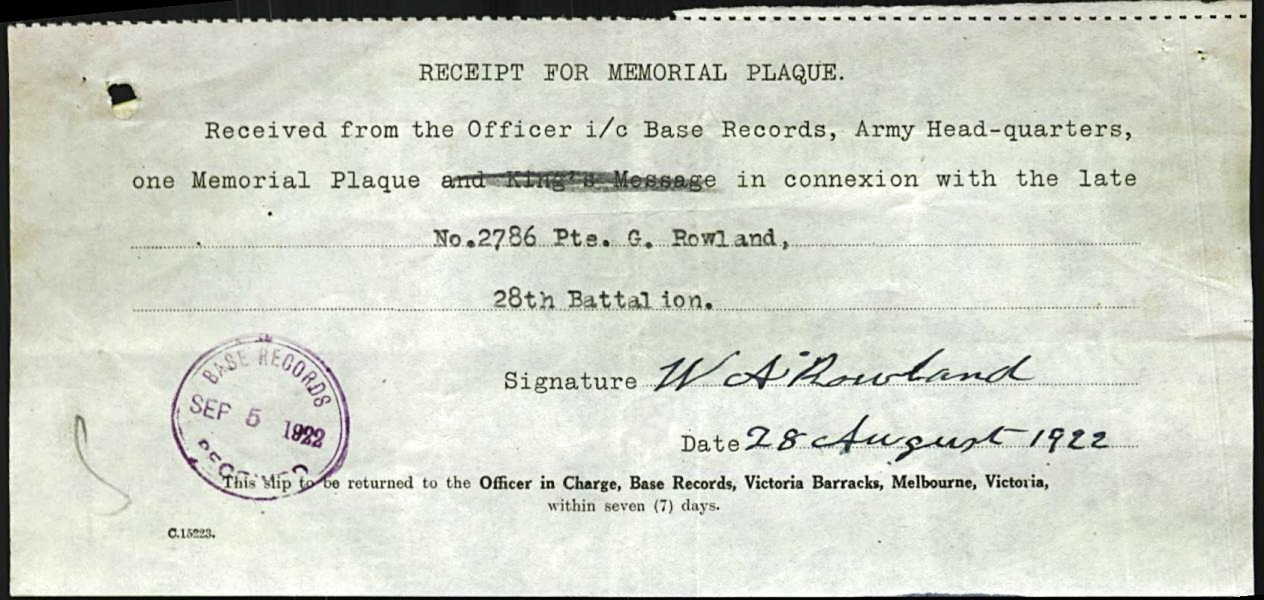 RECEIPT FOR MEMORIAL PLAQUE.
Received from the Officer i/c Base Records, Army Head-quarters,
one Memorial Plaque and King's Message in connexion with the late
No.2786 Pte. G. Rowland,
28th Battalion.
Signature W A Rowland
Date 28 August 1922
BASE RECORDS
SEP 5 1922
RECEIVED
This slip to be returned to the Officer in Charge, Base Records, Victoria Barracks, Melbourne, Victoria,
within seven (7) days.
C.15223.